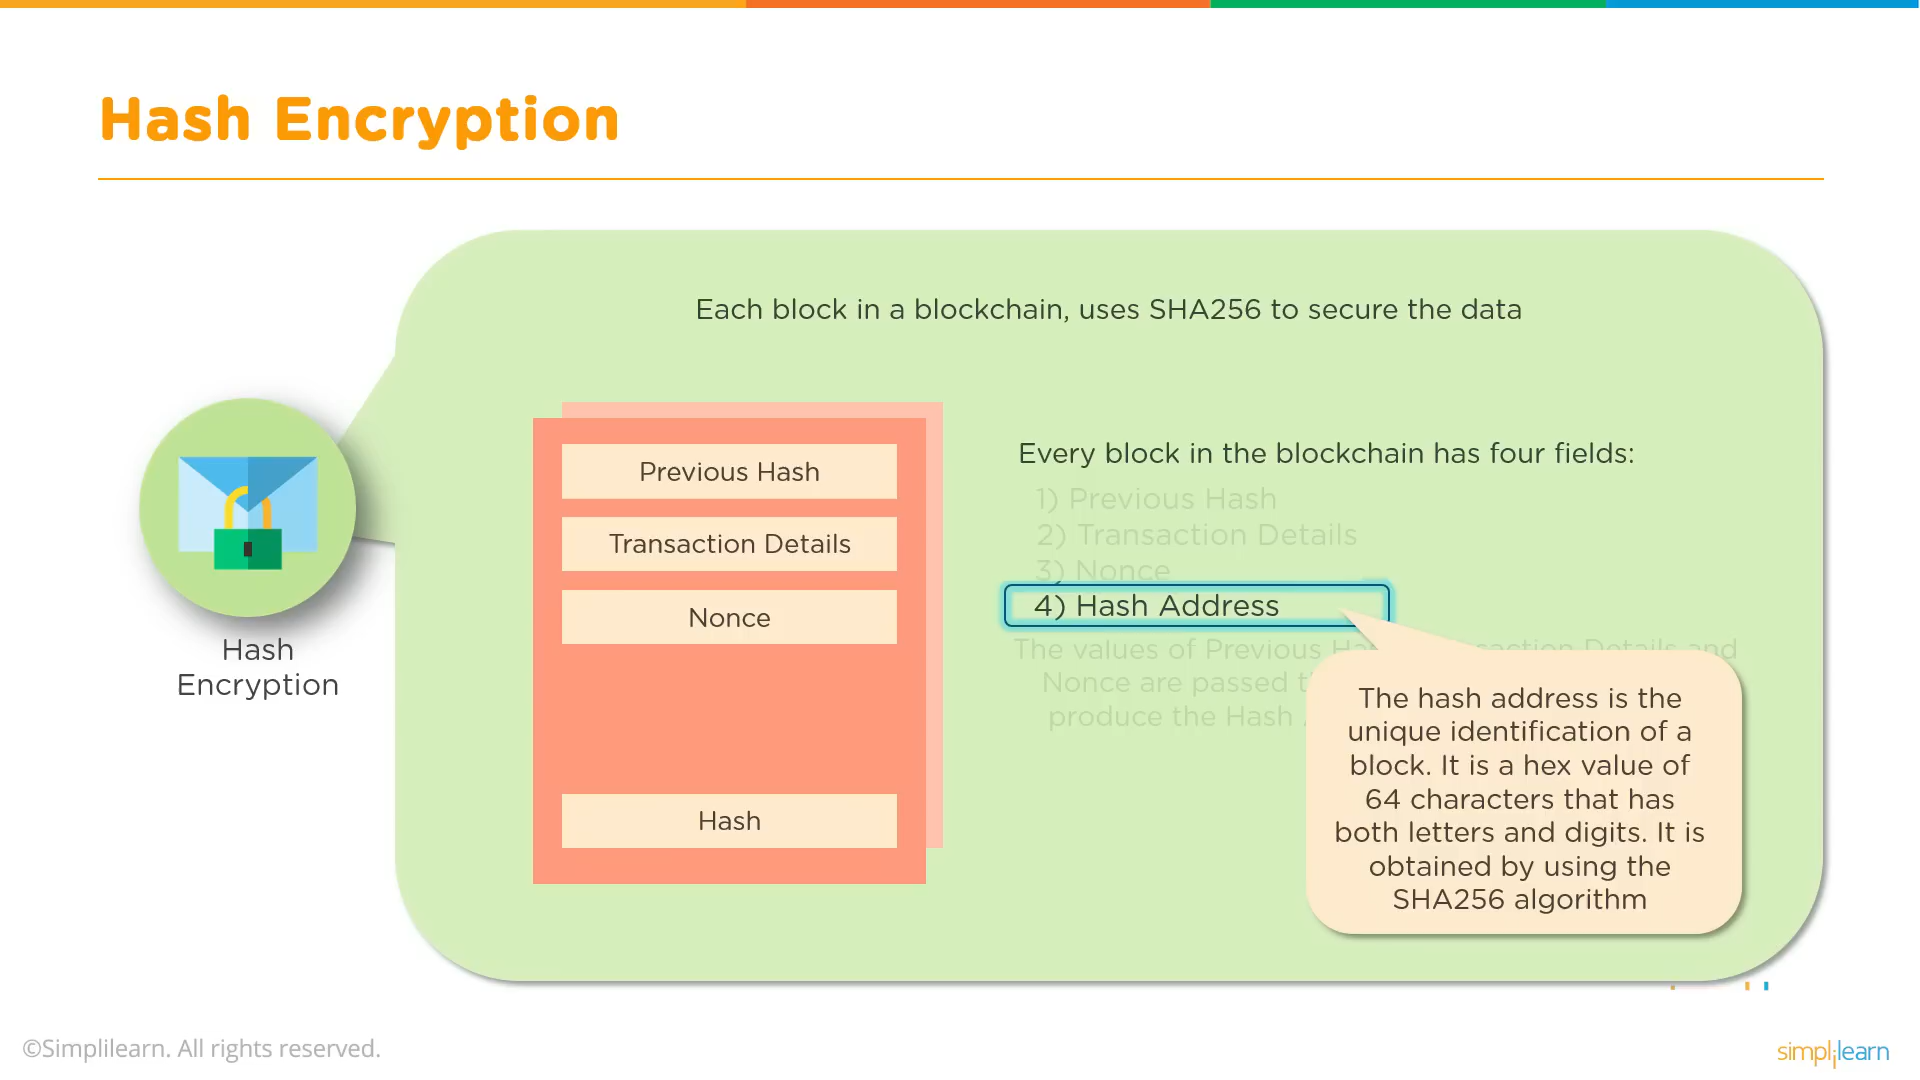 Hash Encryption
Each block in a blockchain, uses SHA256 to secure the data
Previous Hash
Transaction Details
Nonce
Hash
Hash
Encryption
Every block in the blockchain has four fields:
1) Previous Hash
2) Transaction Details
3) Nonce
4) Hash Address
The values of Previous Details and
Nonce are passed
produce the Hash
The hash address is the
unique identification of a
block. It is a hex value of
64 characters that has
both letters and digits. It is
obtained by using the
SHA256 algorithm
©Simplilearn. All rights reserved.
simplilearn